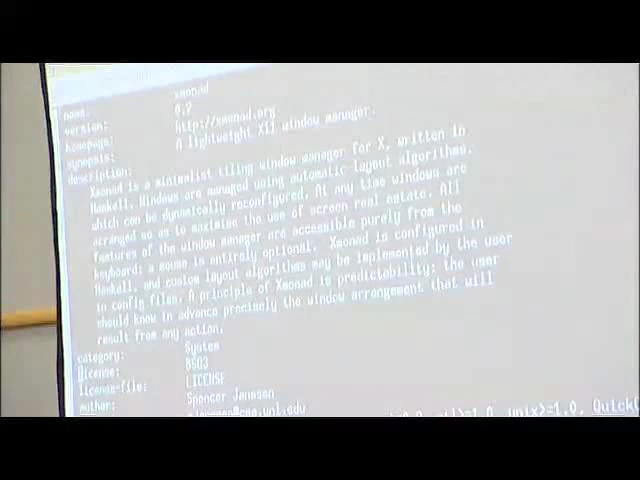 name: xmonad
version: 0.2
homepage: http://xmonad.org
synopsis: A lightweight X11 window manager.
description:
Xmonad is a minimalist tiling window manager for X, written in
Haskell. Windows are managed using automatic layout algorithms,
which can be dynamically reconfigured. At any time windows are
arranged so as to maximise the use of screen real estate. All
features of the window manager are accessible purely from the
keyboard: a mouse is entirely optional. Xmonad is configured in
Haskell, and custom layout algorithms may be implemented by the user
in config files. A principle of Xmonad is predictability: the user
should know in advance precisely the window arrangement that will
result from any action.
category: System
license: BSD3
license-file: LICENSE
author: Spencer Janssen
unix>=1.0, QuickC